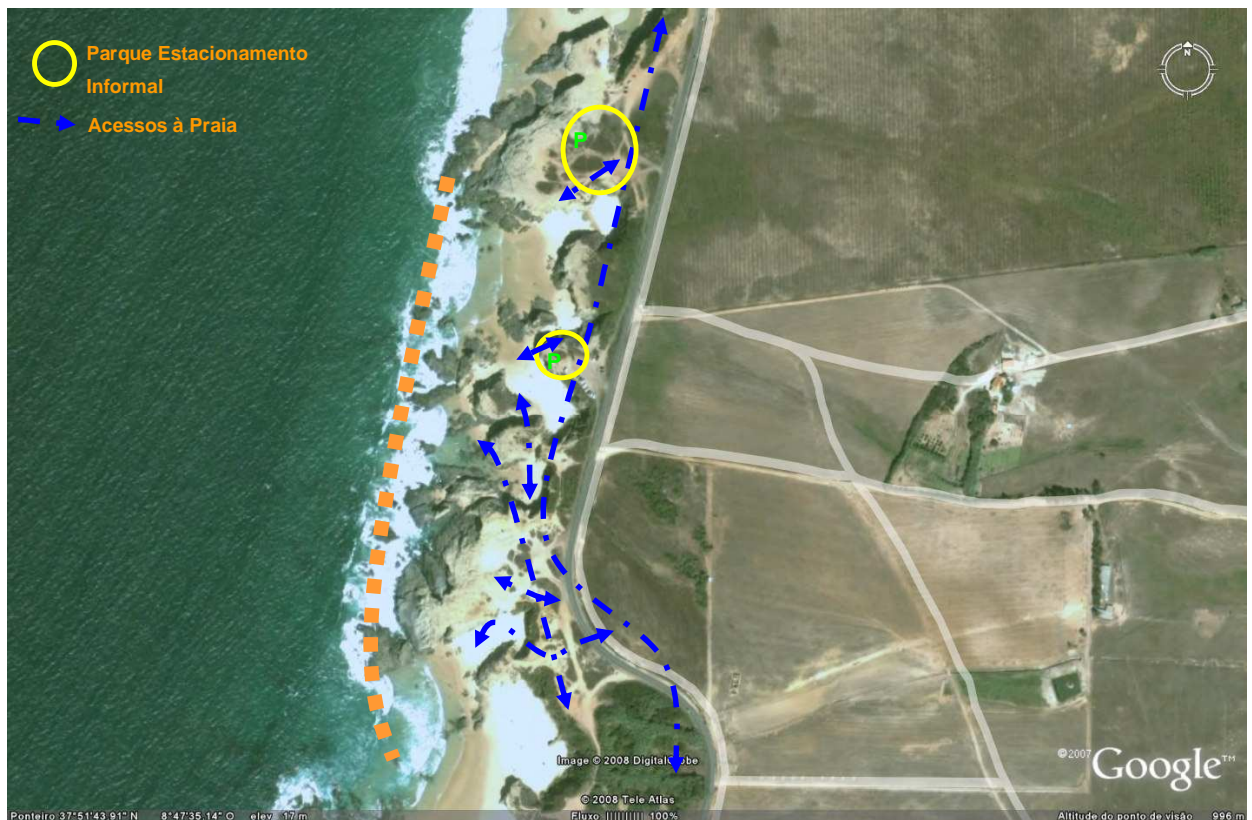 Parque Estacionamento
Informal
Acessos à Praia
N
P
P
Image © 2008 DigitalGlobe
© 2008 Tele Atlas
©2007 Google™
Ponteiro 37°51'43.91" N 8°47'35.14" O elev 17 m
Fluxo ||||||||| 100%
Altitude do ponto de visão 996 m